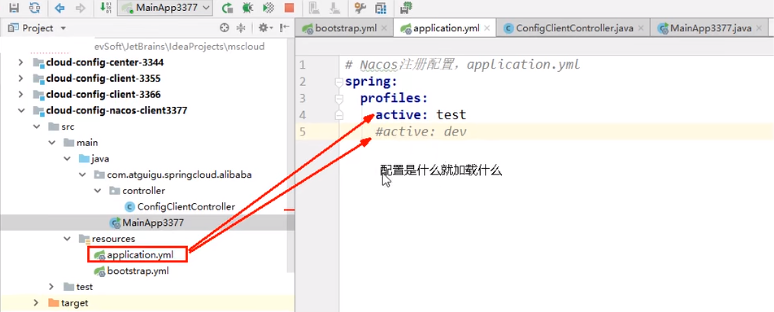 MainApp3377
Project
bootstrap.yml
application.yml
ConfigClientController.java
MainApp3377.java
evSoft\JetBrains\IdeaProjects\mscloud
cloud-config-center-3344
cloud-config-client-3355
cloud-config-client-3366
cloud-config-nacos-client3377
src
main
java
com.atguigu.springcloud.alibaba
controller
ConfigClientController
MainApp3377
resources
application.yml
bootstrap.yml
test
target
1 # Nacos注册配置，application.yml
2 spring:
3 profiles:
4 active: test
5 #active: dev
配置是什么就加载什么